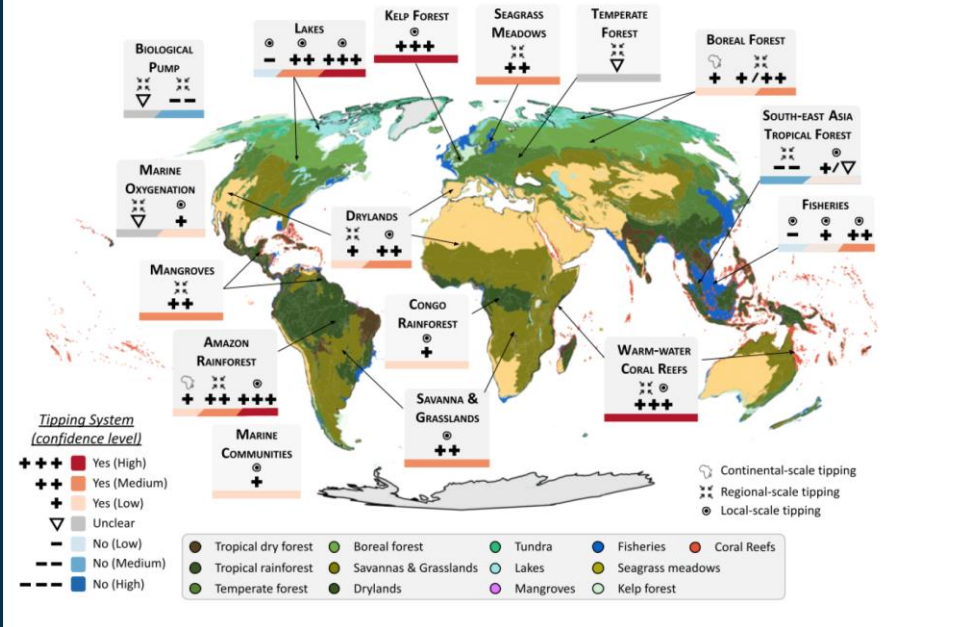 BIOLOGICAL
PUMP
▽ − −
LAKES
− ++ +++
KELP FOREST
+++
SEAGRASS
MEADOWS
++
TEMPERATE
FOREST
▽
BOREAL FOREST
+ +/++
SOUTH-EAST ASIA
TROPICAL FOREST
− − +/▽
MARINE
OXYGENATION
▽ +
DRYLANDS
+ ++
FISHERIES
− + ++
MANGROVES
++
CONGO
RAINFOREST
+
AMAZON
RAINFOREST
+ ++ +++
WARM-WATER
CORAL REEFS
+++
SAVANNA &
GRASSLANDS
++
MARINE
COMMUNITIES
+
Tipping System
(confidence level)
+++ Yes (High)
++ Yes (Medium)
+ Yes (Low)
▽ Unclear
− No (Low)
− − No (Medium)
− − − No (High)
Continental-scale tipping
Regional-scale tipping
Local-scale tipping
Tropical dry forest Boreal forest Tundra Fisheries Coral Reefs
Tropical rainforest Savannas & Grasslands Lakes Seagrass meadows
Temperate forest Drylands Mangroves Kelp forest